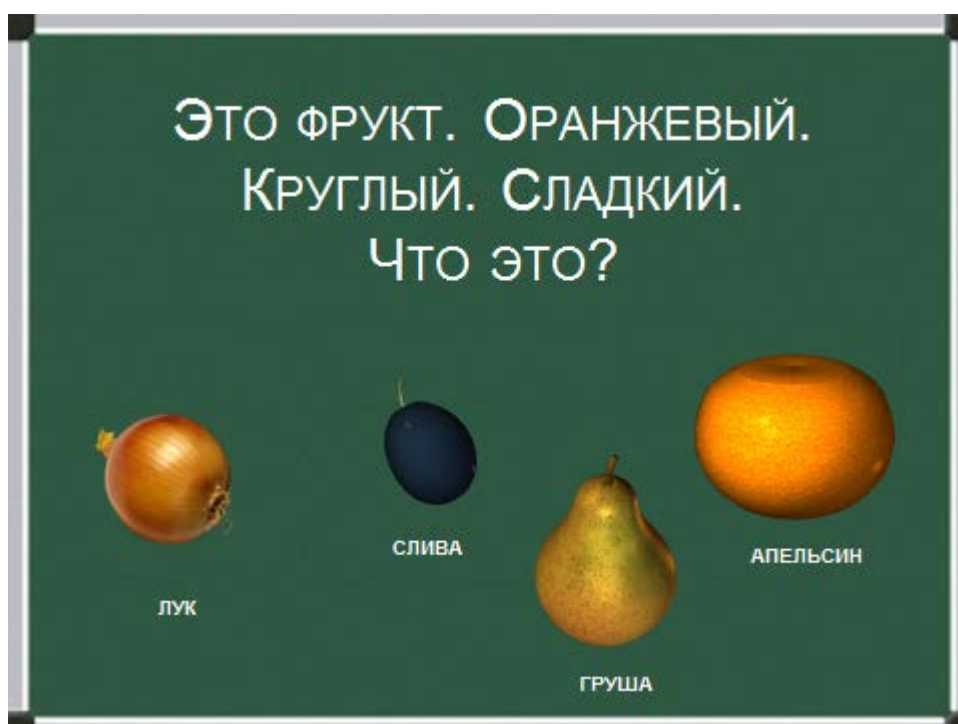 Это фрукт. Оранжевый.
Круглый. Сладкий.
Что это?
СЛИВА
АПЕЛЬСИН
ЛУК
ГРУША